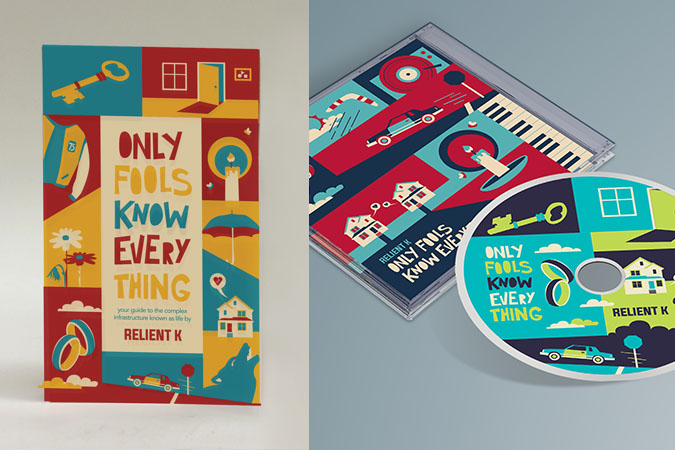 ONLY
FOOLS
KNOW
EVERY
THING
your guide to the complex
infrastructure known as life by
RELIENT K
RELIENT K
ONLY FOOLS
KNOW EVERY
ONLY
FOOLS
KNOW
EVERY
THING
RELIENT K